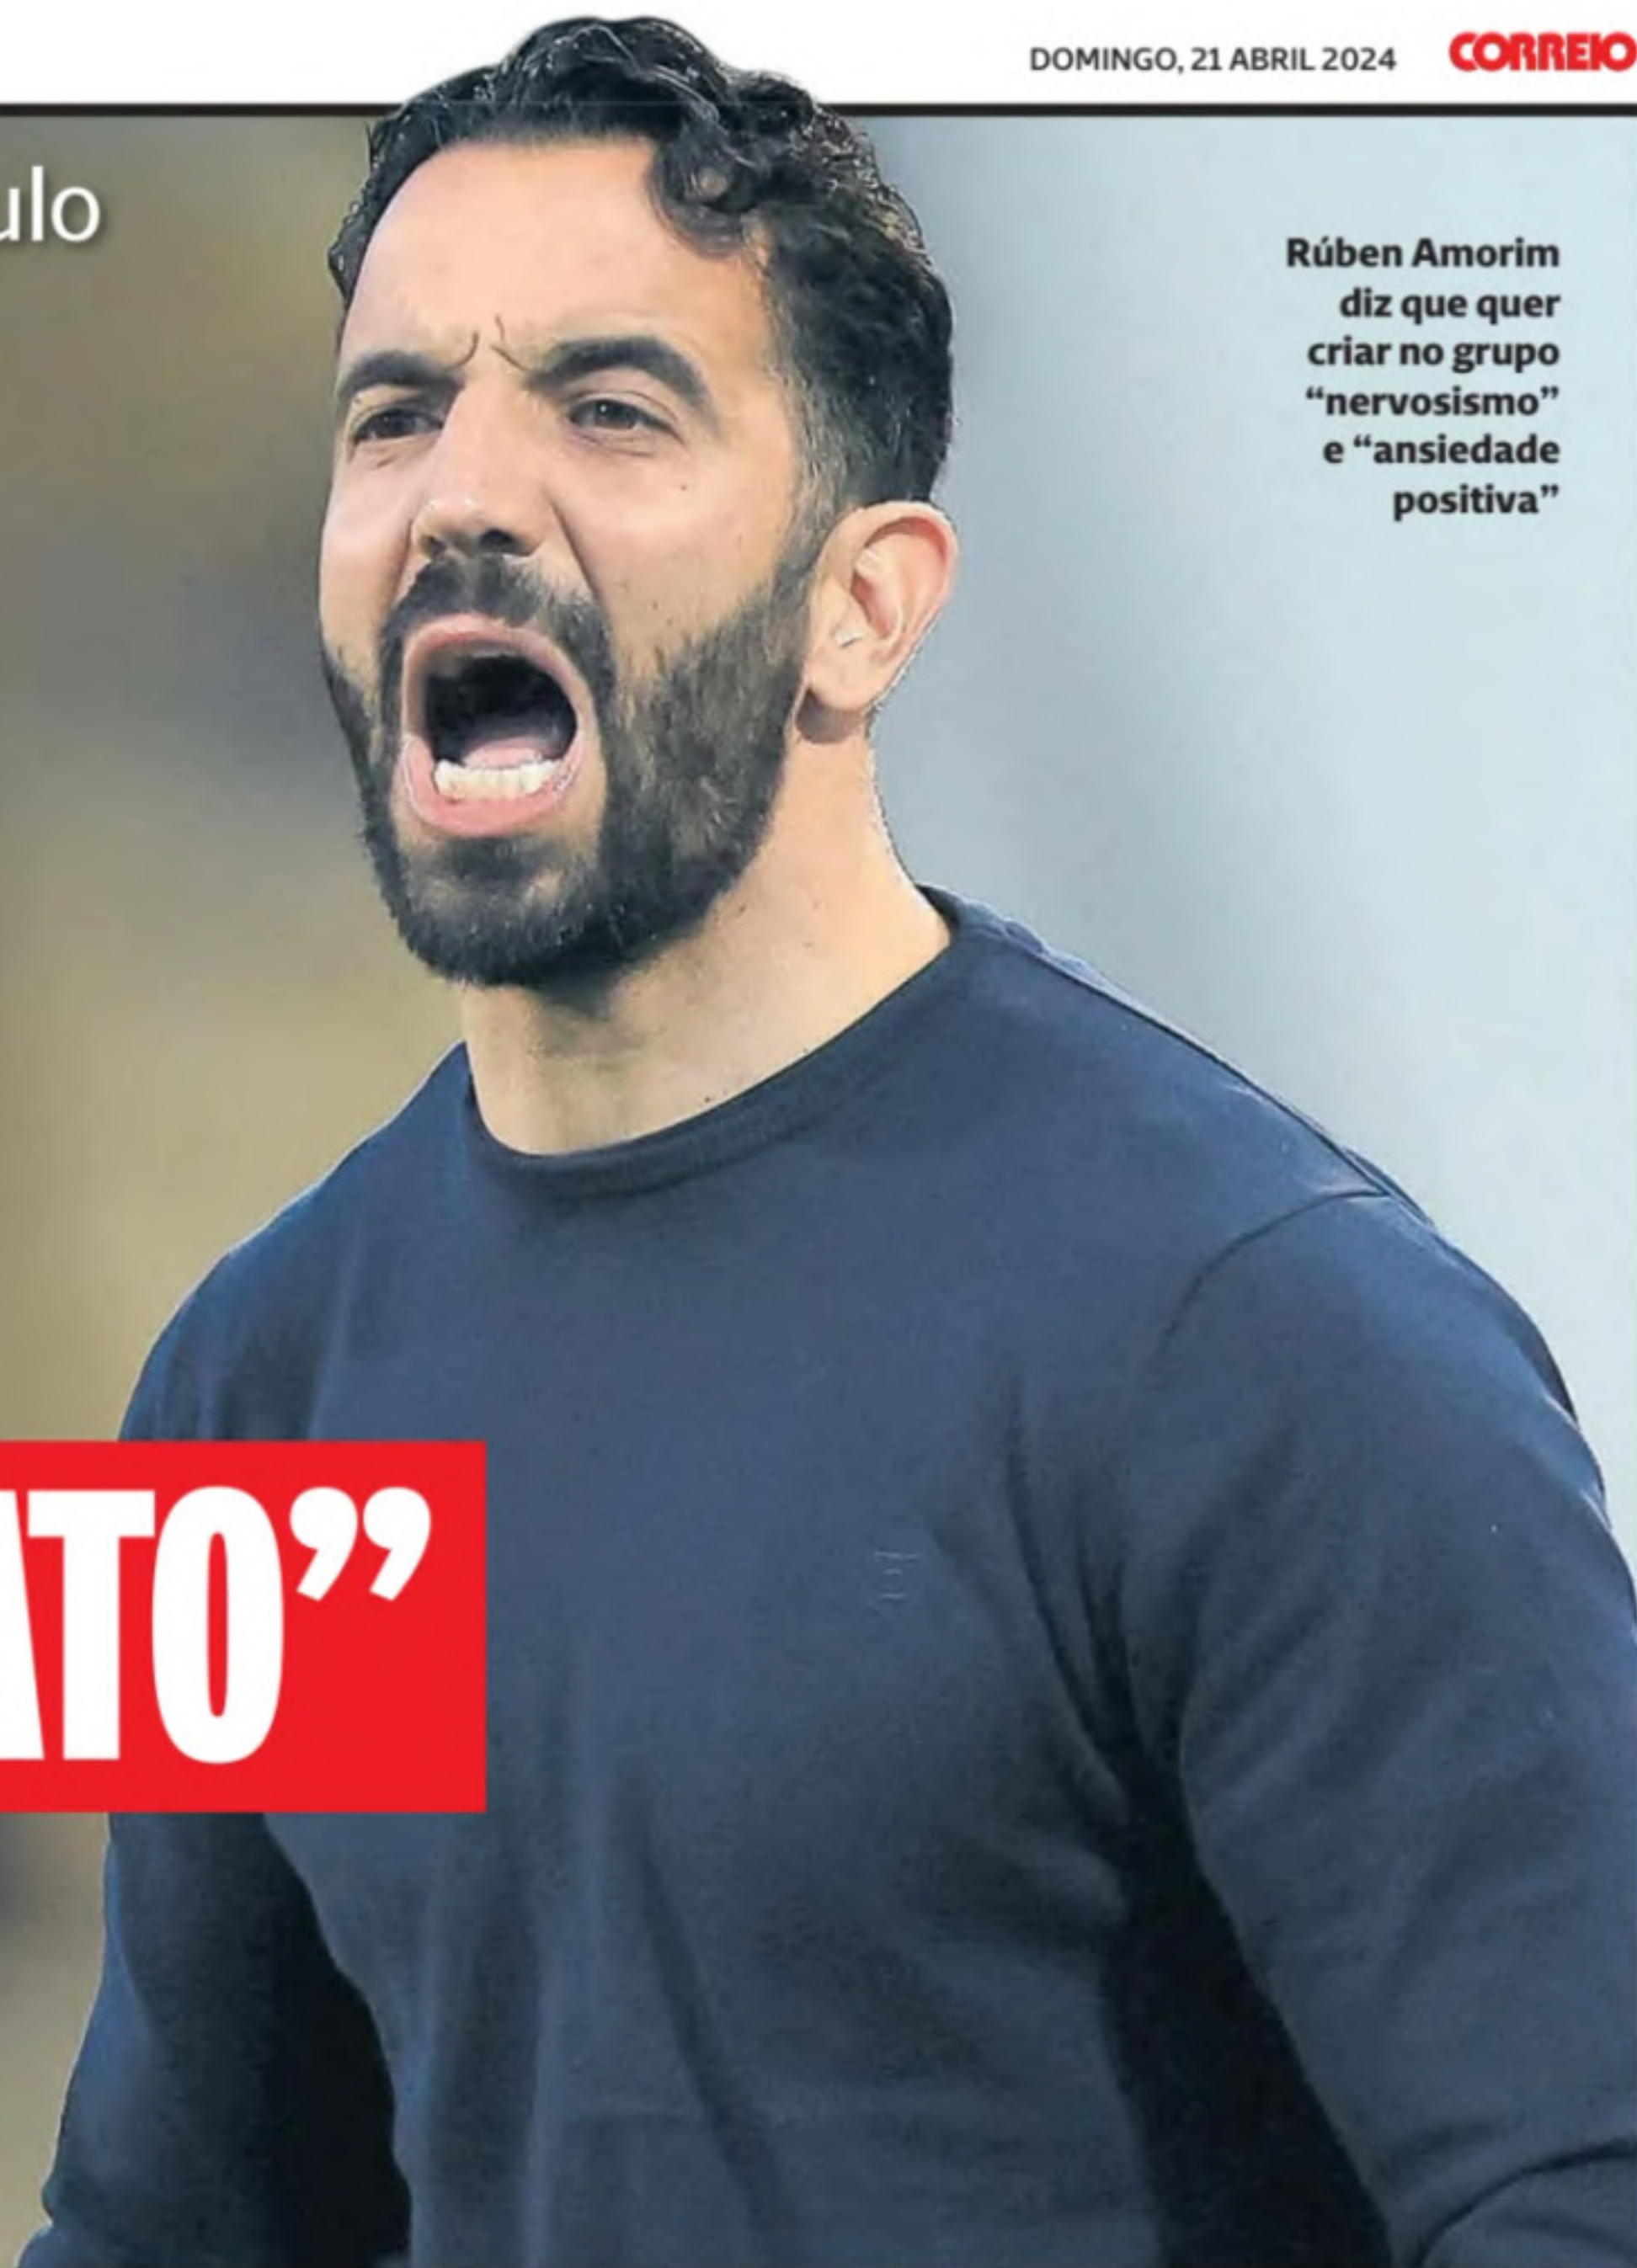 DOMINGO, 21 ABRIL 2024 CORREIO
ulo
Rúben Amorim
diz que quer
criar no grupo
“nervosismo”
e “ansiedade
positiva”
ATO”